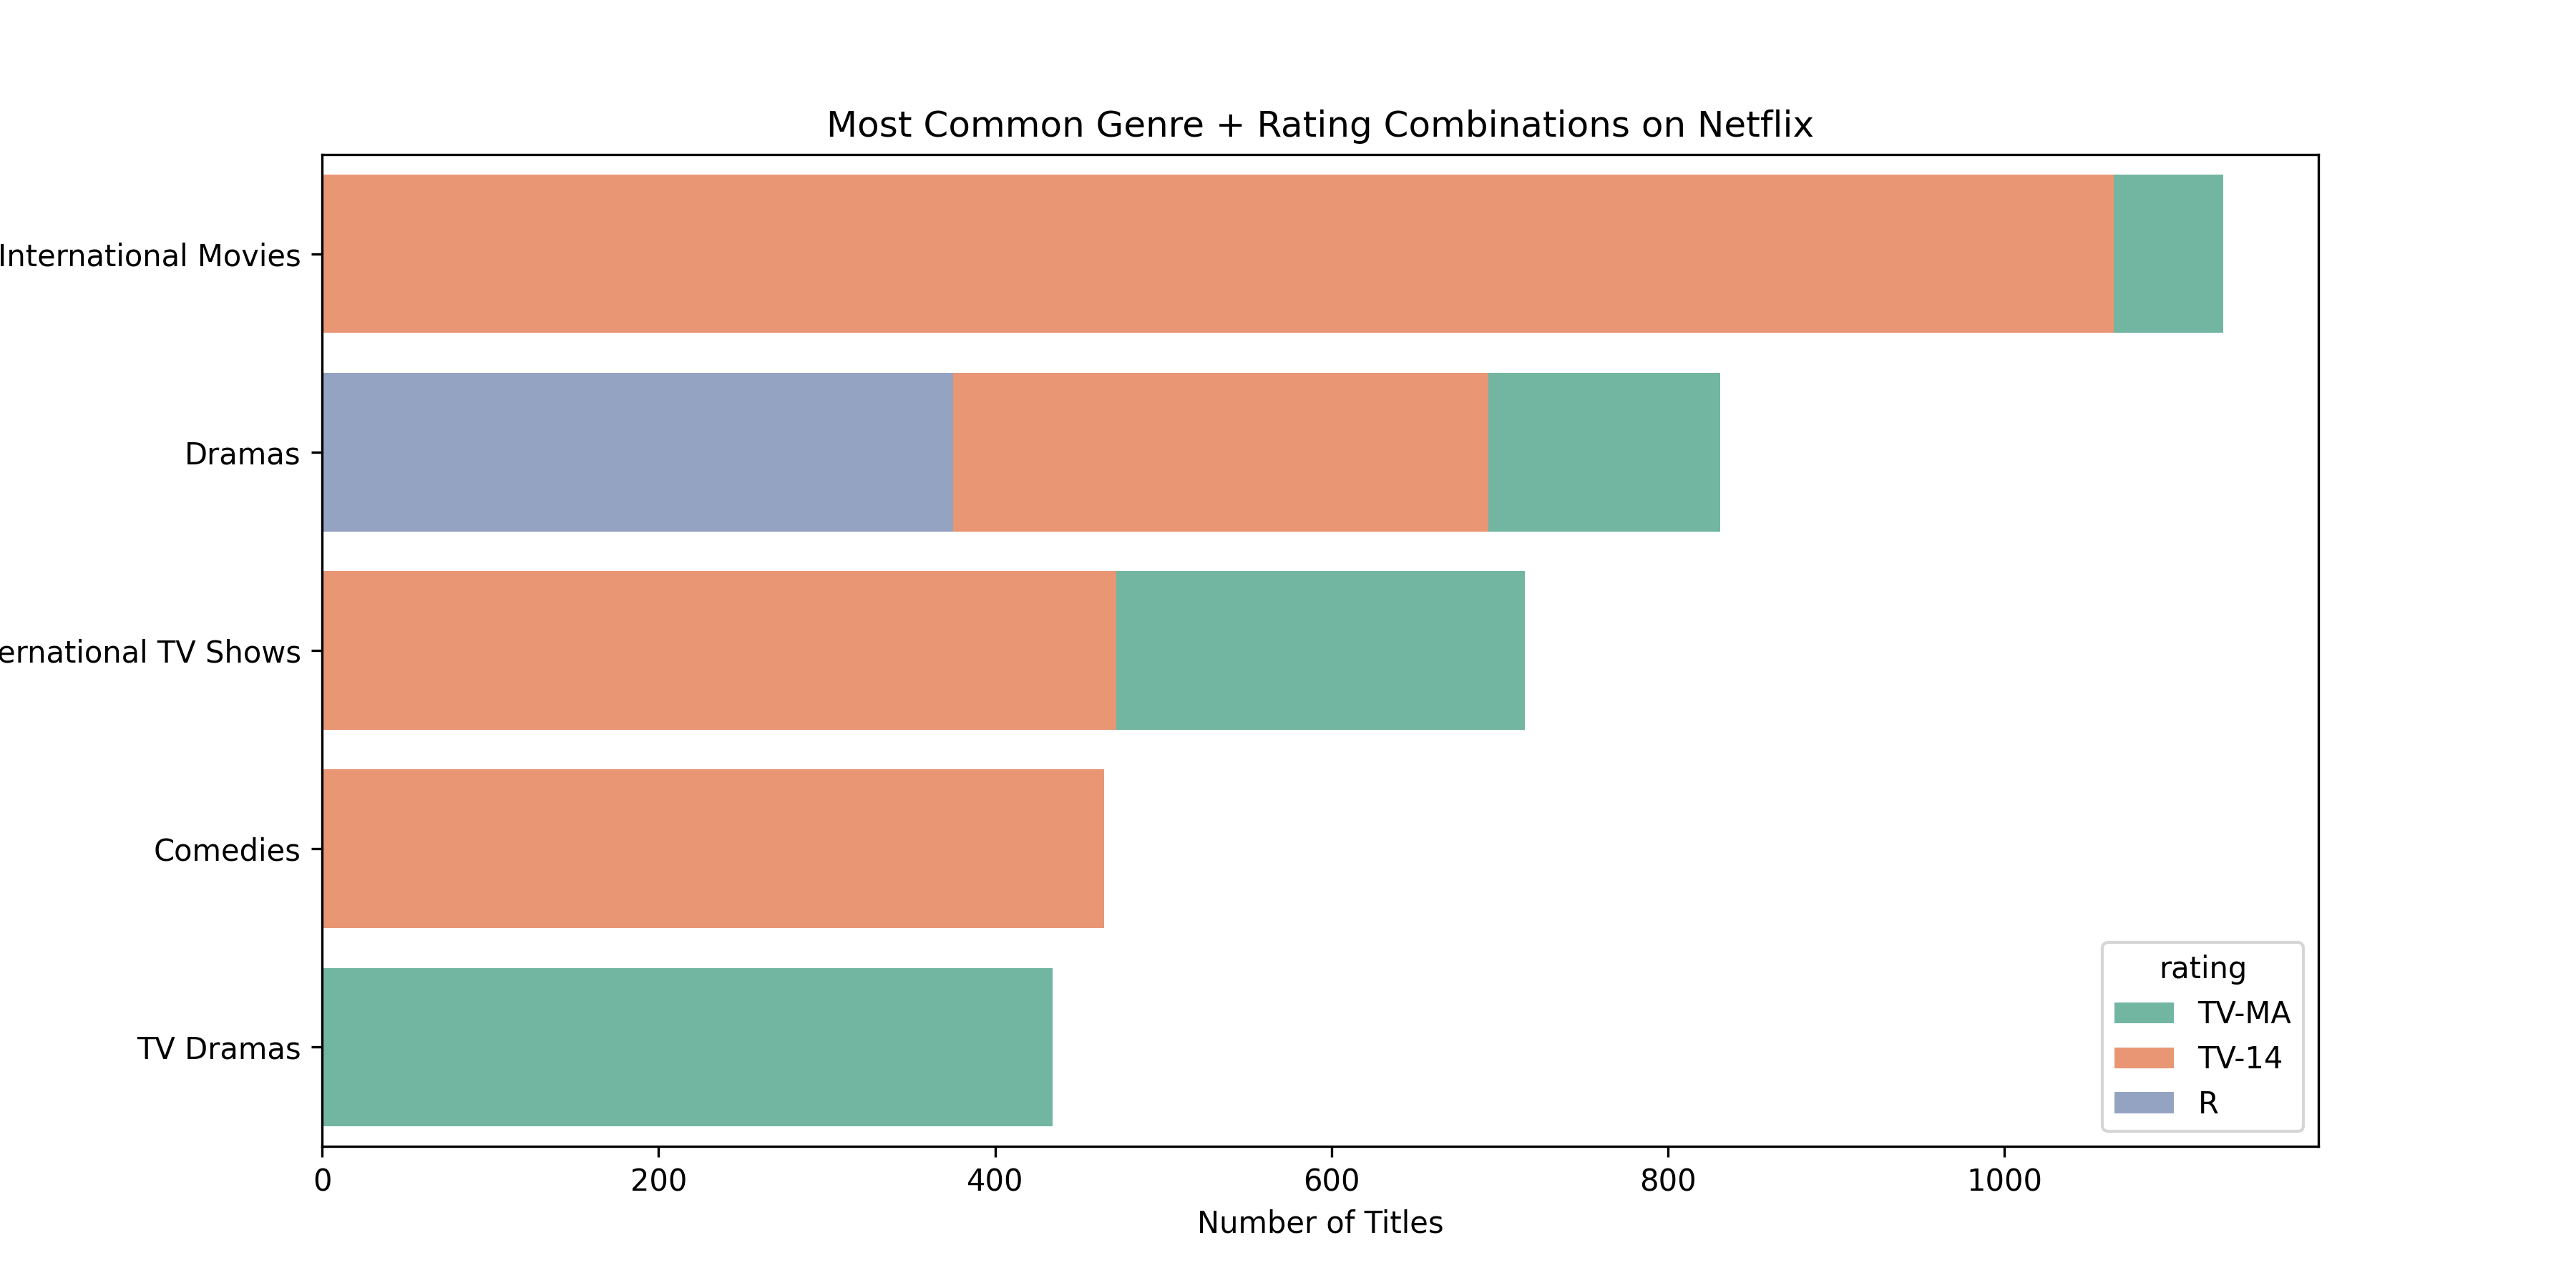 Most Common Genre + Rating Combinations on Netflix
International Movies
Dramas
ernational TV Shows
Comedies
TV Dramas
rating
TV-MA
TV-14
R
0 200 400 600 800 1000
Number of Titles